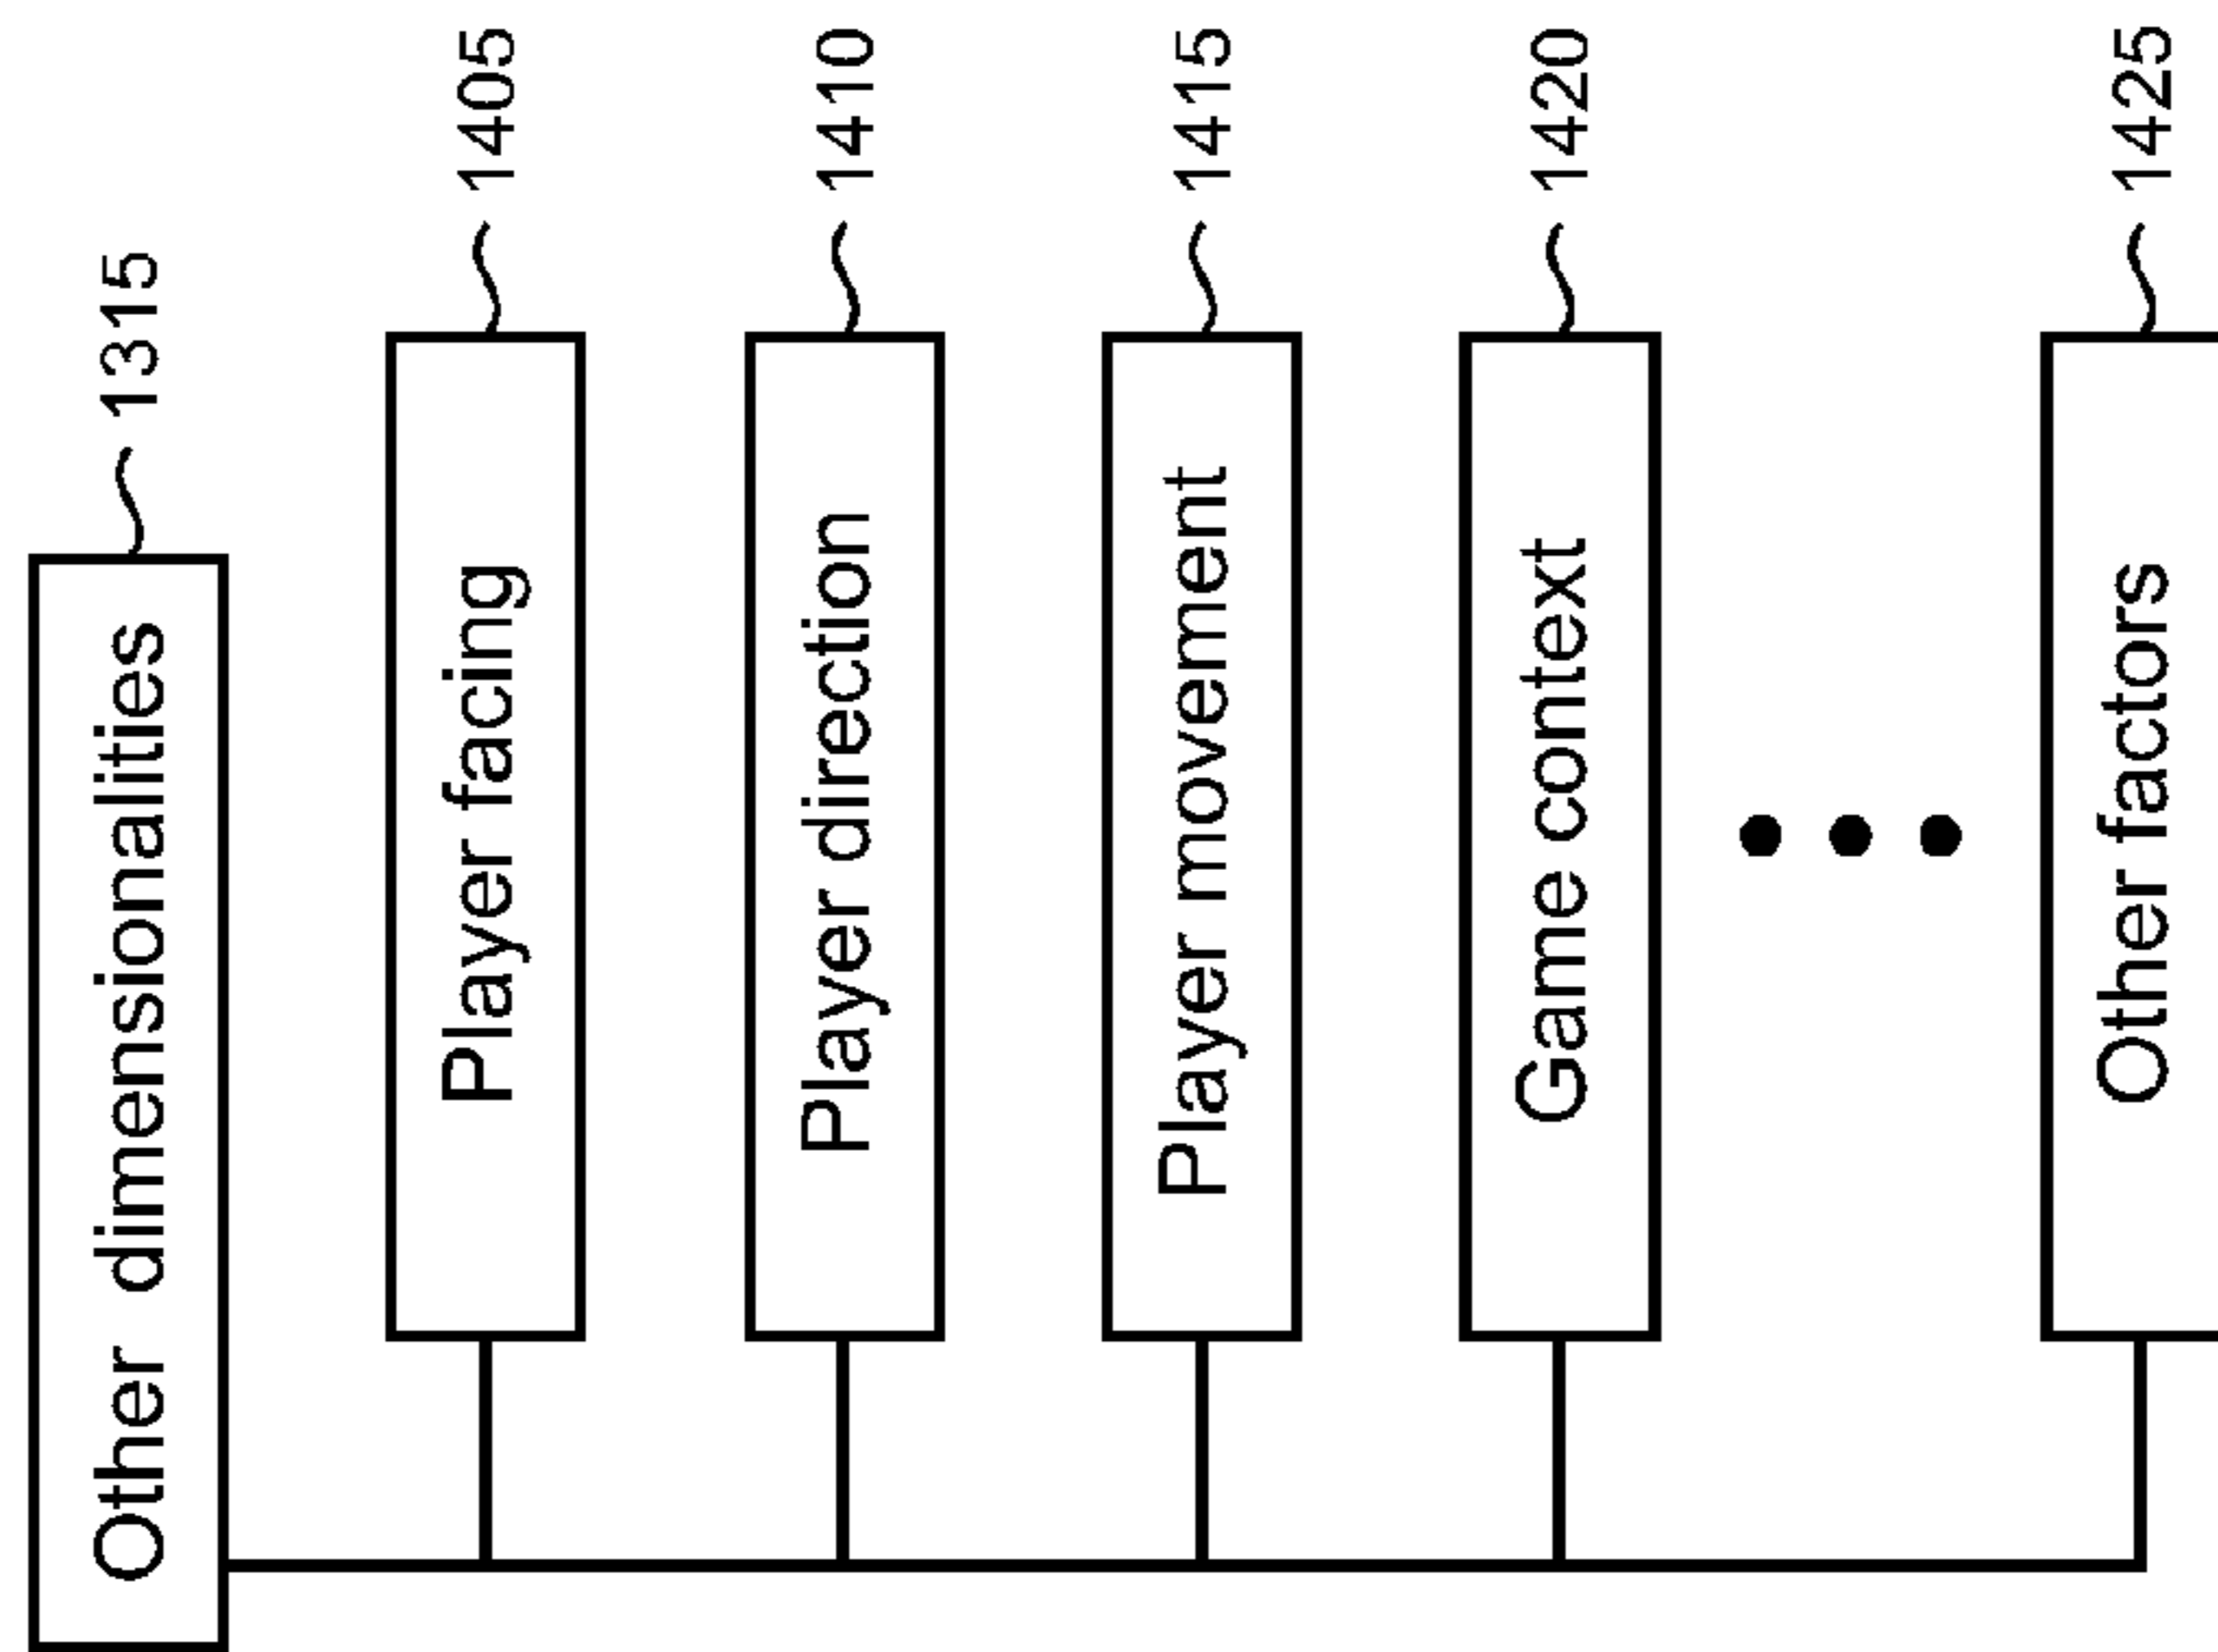 Other dimensionalities 1315
Player facing 1405
Player direction 1410
Player movement 1415
Game context 1420
Other factors 1425